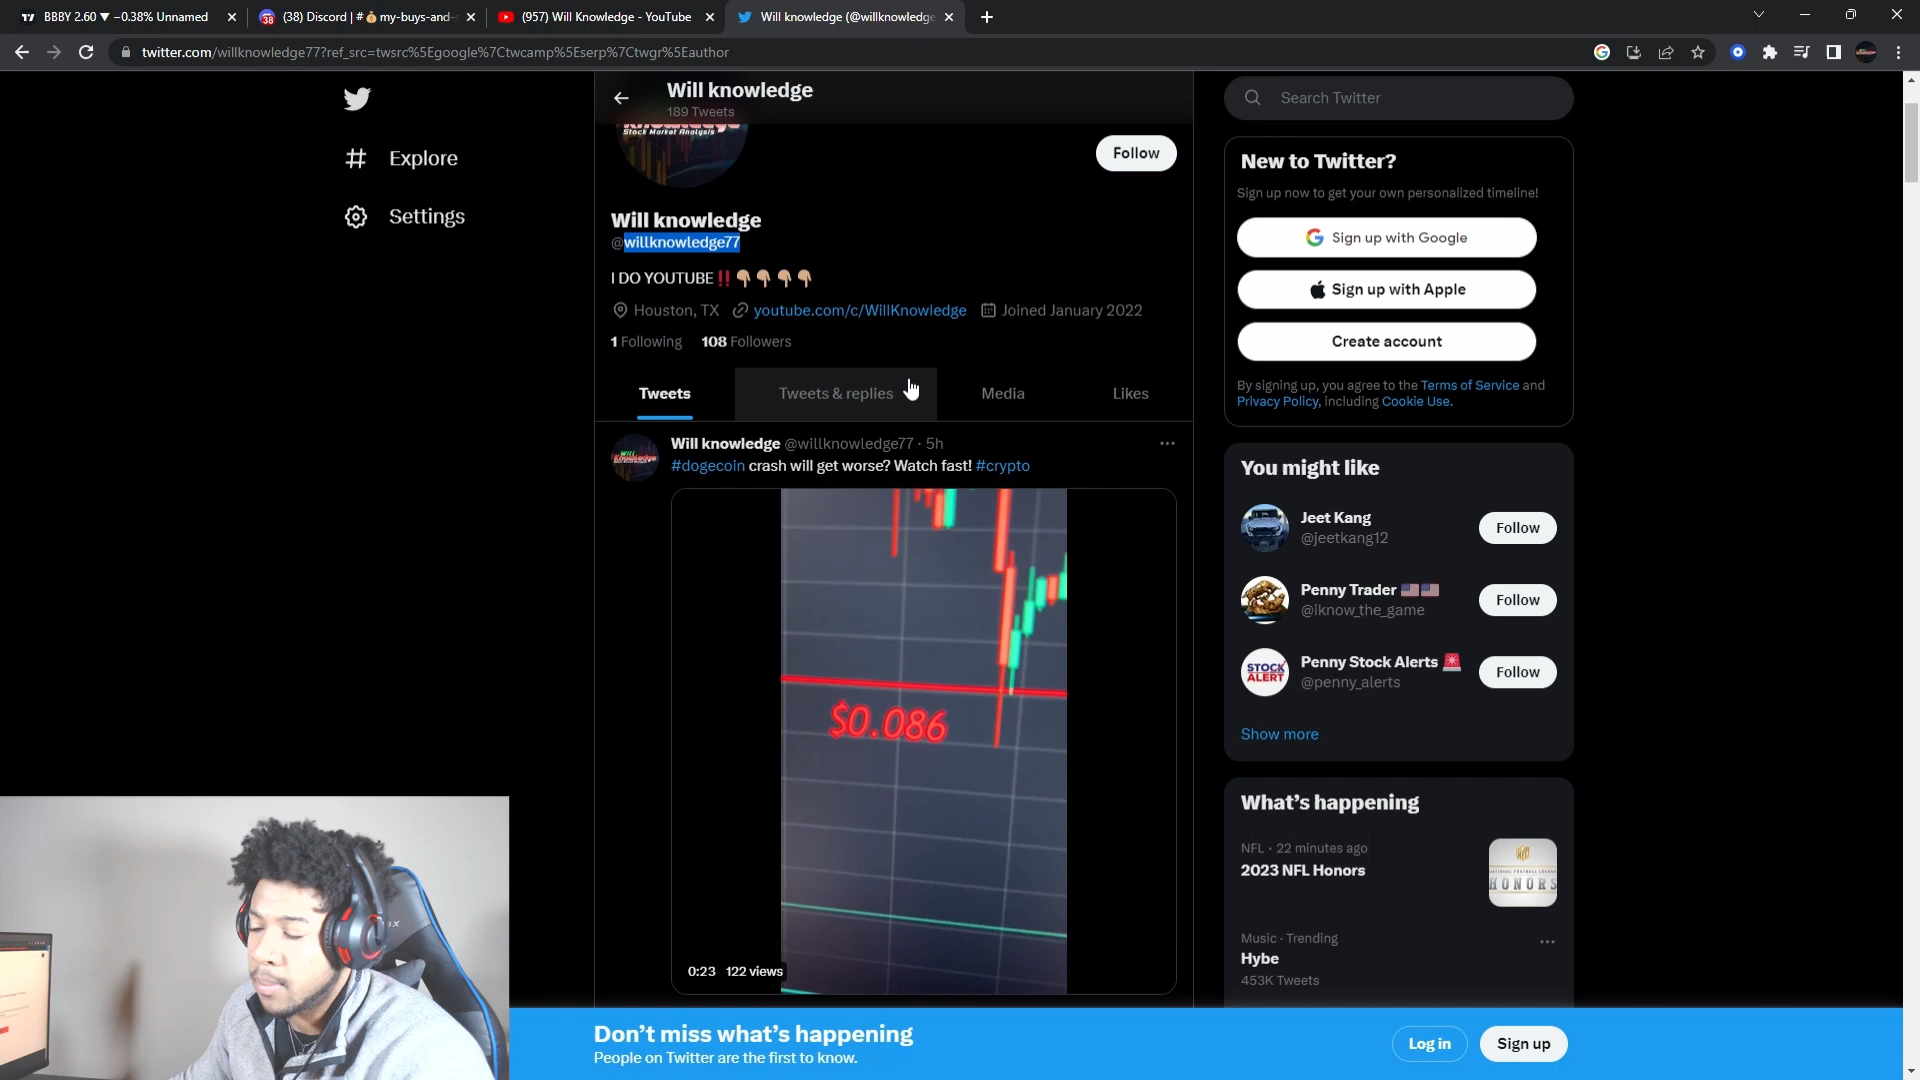 BBBY 2.60 ▼ −0.38% Unnamed
(38) Discord | # 💰 my-buys-and-s
(957) Will Knowledge - YouTube
Will knowledge (@willknowledge
twitter.com/willknowledge77?ref_src=twsrc%5Egoogle%7Ctwcamp%5Eserp%7Ctwgr%5Eauthor
Explore
Settings
Will knowledge
189 Tweets
Knowledge
Stock Market Analysis
Follow
Will knowledge
@willknowledge77
I DO YOUTUBE‼️👇🏽👇🏽👇🏽👇🏽
Houston, TX youtube.com/c/WillKnowledge Joined January 2022
1 Following 108 Followers
Tweets Tweets & replies Media Likes
Will knowledge @willknowledge77 · 5h
#dogecoin crash will get worse? Watch fast! #crypto
$0.086
0:23 122 views
Search Twitter
New to Twitter?
Sign up now to get your own personalized timeline!
Sign up with Google
Sign up with Apple
Create account
By signing up, you agree to the Terms of Service and
Privacy Policy, including Cookie Use.
You might like
Jeet Kang
@jeetkang12
Follow
Penny Trader 🇺🇸🇺🇸
@iknow_the_game
Follow
STOCK
ALERT
Penny Stock Alerts 🚨
@penny_alerts
Follow
Show more
What's happening
NFL · 22 minutes ago
2023 NFL Honors
HONORS
Music · Trending
Hybe
453K Tweets
Don't miss what's happening
People on Twitter are the first to know.
Log in
Sign up